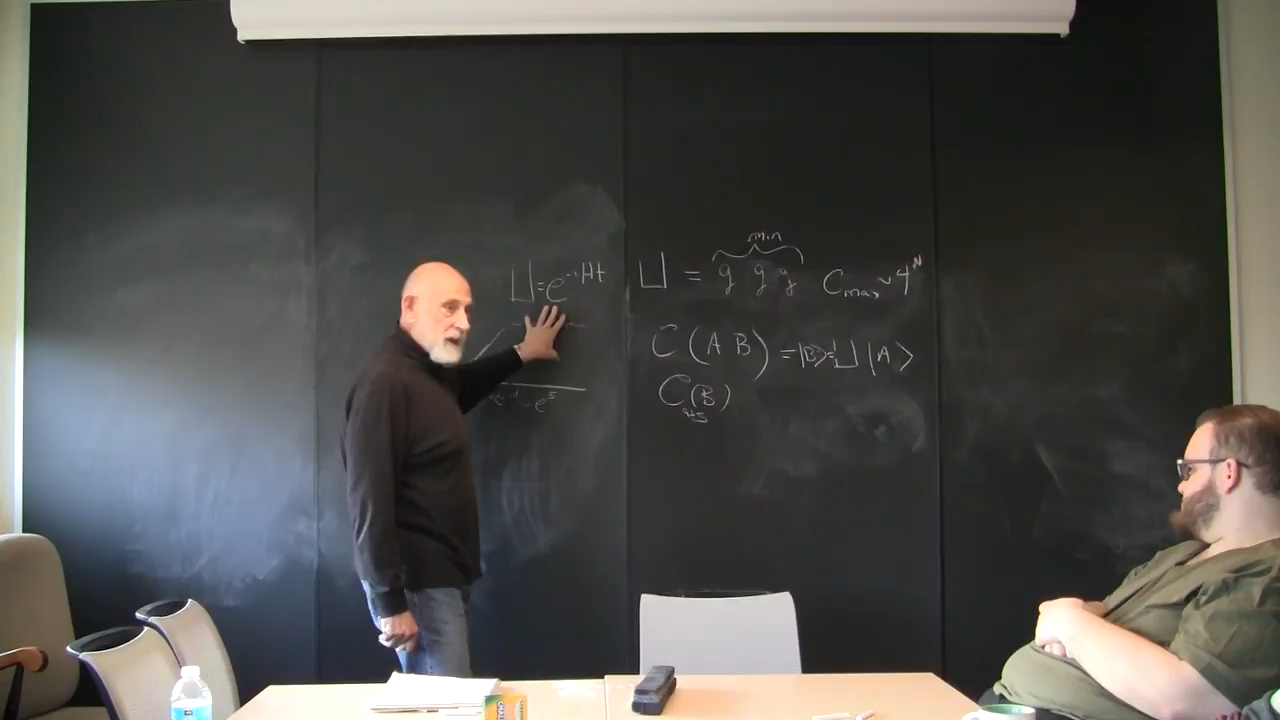 U=e^-iHt
e^N ~ e^S
min
U = g g g C_max ~ 4^N
C(A B) = |B>=U|A>
C(B)